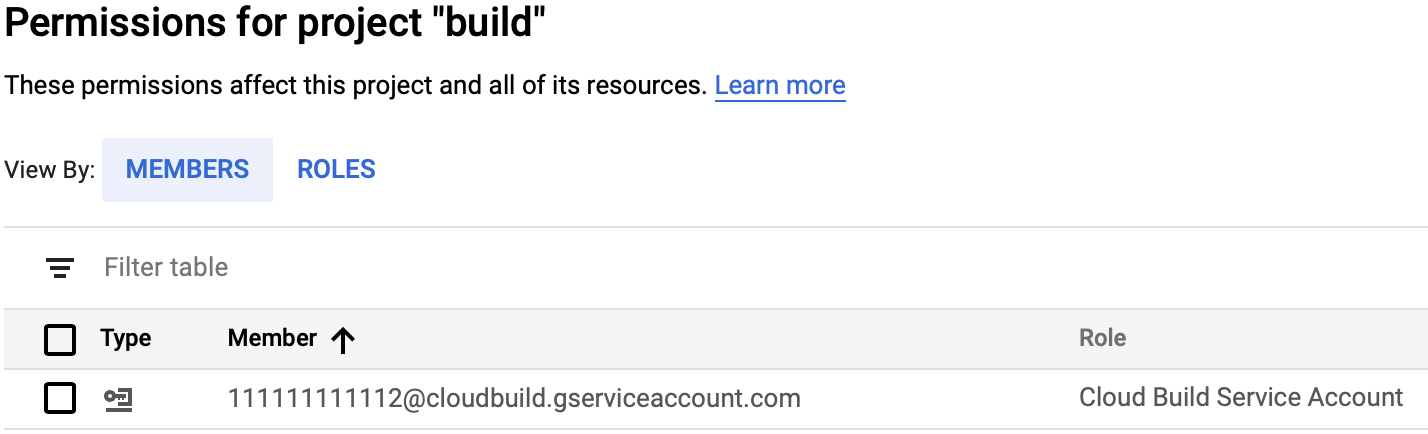 Permissions for project "build"
These permissions affect this project and all of its resources. Learn more
View By: MEMBERS ROLES
Filter table
Type Member Role
111111111112@cloudbuild.gserviceaccount.com Cloud Build Service Account